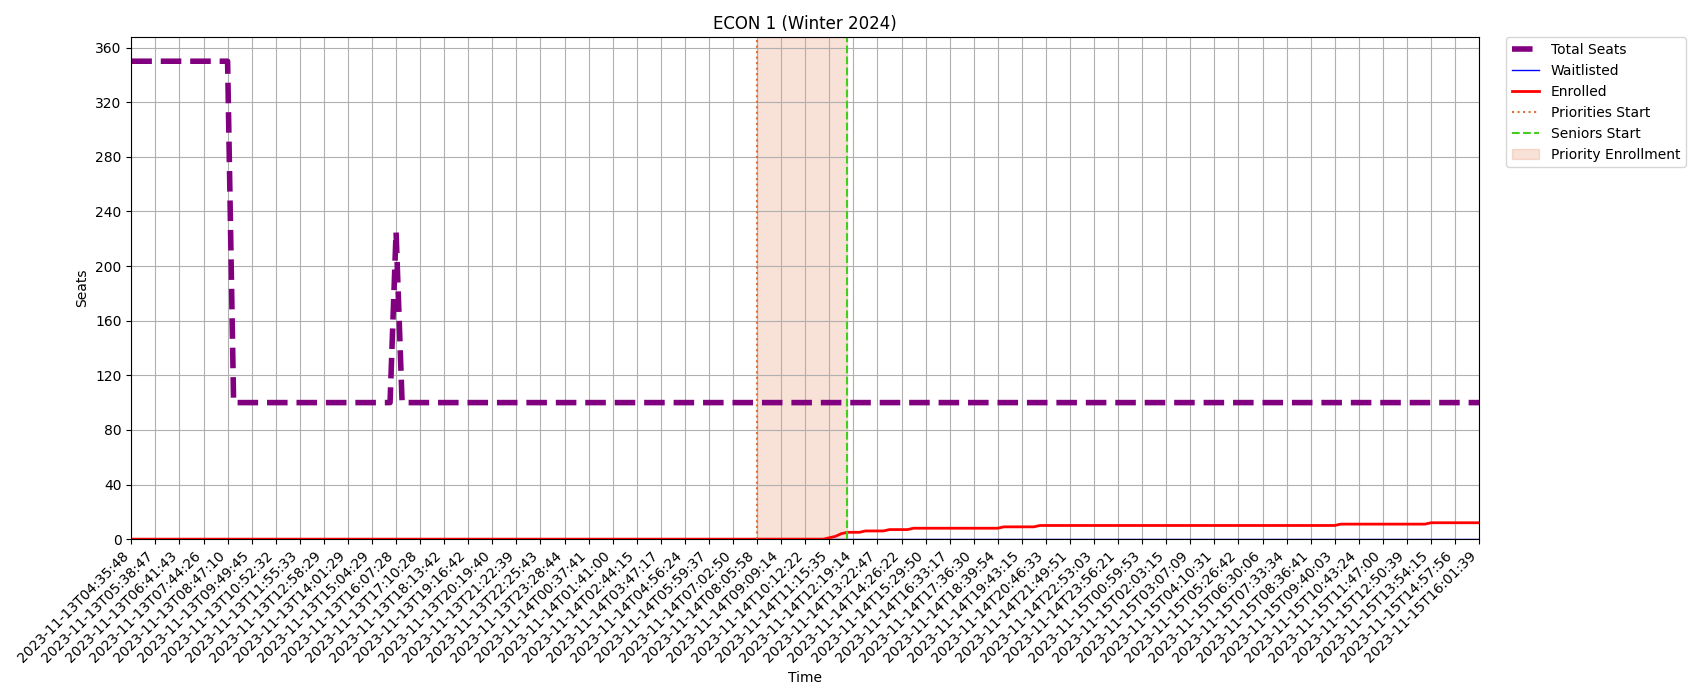 ECON 1 (Winter 2024)
Total Seats
Waitlisted
Enrolled
Priorities Start
Seniors Start
Priority Enrollment
Seats
360
320
280
240
200
160
120
80
40
0
2023-11-13T04:35:48
2023-11-13T05:38:47
2023-11-13T06:41:43
2023-11-13T07:44:26
2023-11-13T08:47:10
2023-11-13T09:49:45
2023-11-13T10:52:32
2023-11-13T11:55:33
2023-11-13T12:58:29
2023-11-13T14:01:29
2023-11-13T15:04:29
2023-11-13T16:07:28
2023-11-13T17:10:28
2023-11-13T18:13:42
2023-11-13T19:16:42
2023-11-13T20:19:40
2023-11-13T21:22:39
2023-11-13T22:25:43
2023-11-13T23:28:44
2023-11-14T00:37:41
2023-11-14T01:41:00
2023-11-14T02:44:15
2023-11-14T03:47:17
2023-11-14T04:56:24
2023-11-14T05:59:37
2023-11-14T07:02:50
2023-11-14T08:05:58
2023-11-14T09:09:14
2023-11-14T10:12:22
2023-11-14T11:15:35
2023-11-14T12:19:14
2023-11-14T13:22:47
2023-11-14T14:26:22
2023-11-14T15:29:50
2023-11-14T16:33:17
2023-11-14T17:36:30
2023-11-14T18:39:54
2023-11-14T19:43:15
2023-11-14T20:46:33
2023-11-14T21:49:51
2023-11-14T22:53:03
2023-11-14T23:56:21
2023-11-15T00:59:53
2023-11-15T02:03:15
2023-11-15T03:07:09
2023-11-15T04:10:31
2023-11-15T05:26:42
2023-11-15T06:30:06
2023-11-15T07:33:34
2023-11-15T08:36:41
2023-11-15T09:40:03
2023-11-15T10:43:24
2023-11-15T11:47:00
2023-11-15T12:50:39
2023-11-15T13:54:15
2023-11-15T14:57:56
2023-11-15T16:01:39
Time